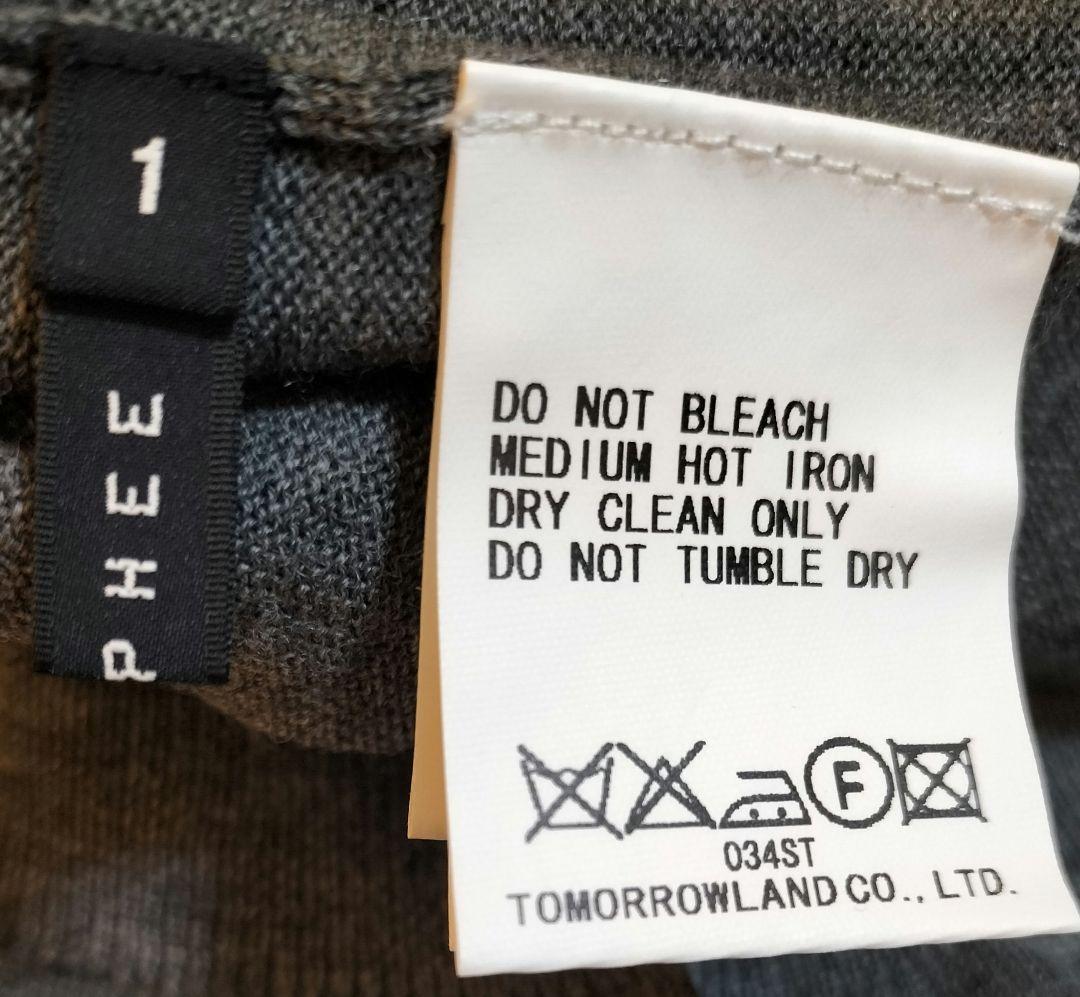 1
PHEE
DO NOT BLEACH
MEDIUM HOT IRON
DRY CLEAN ONLY
DO NOT TUMBLE DRY
F
034ST
TOMORROWLAND CO., LTD.